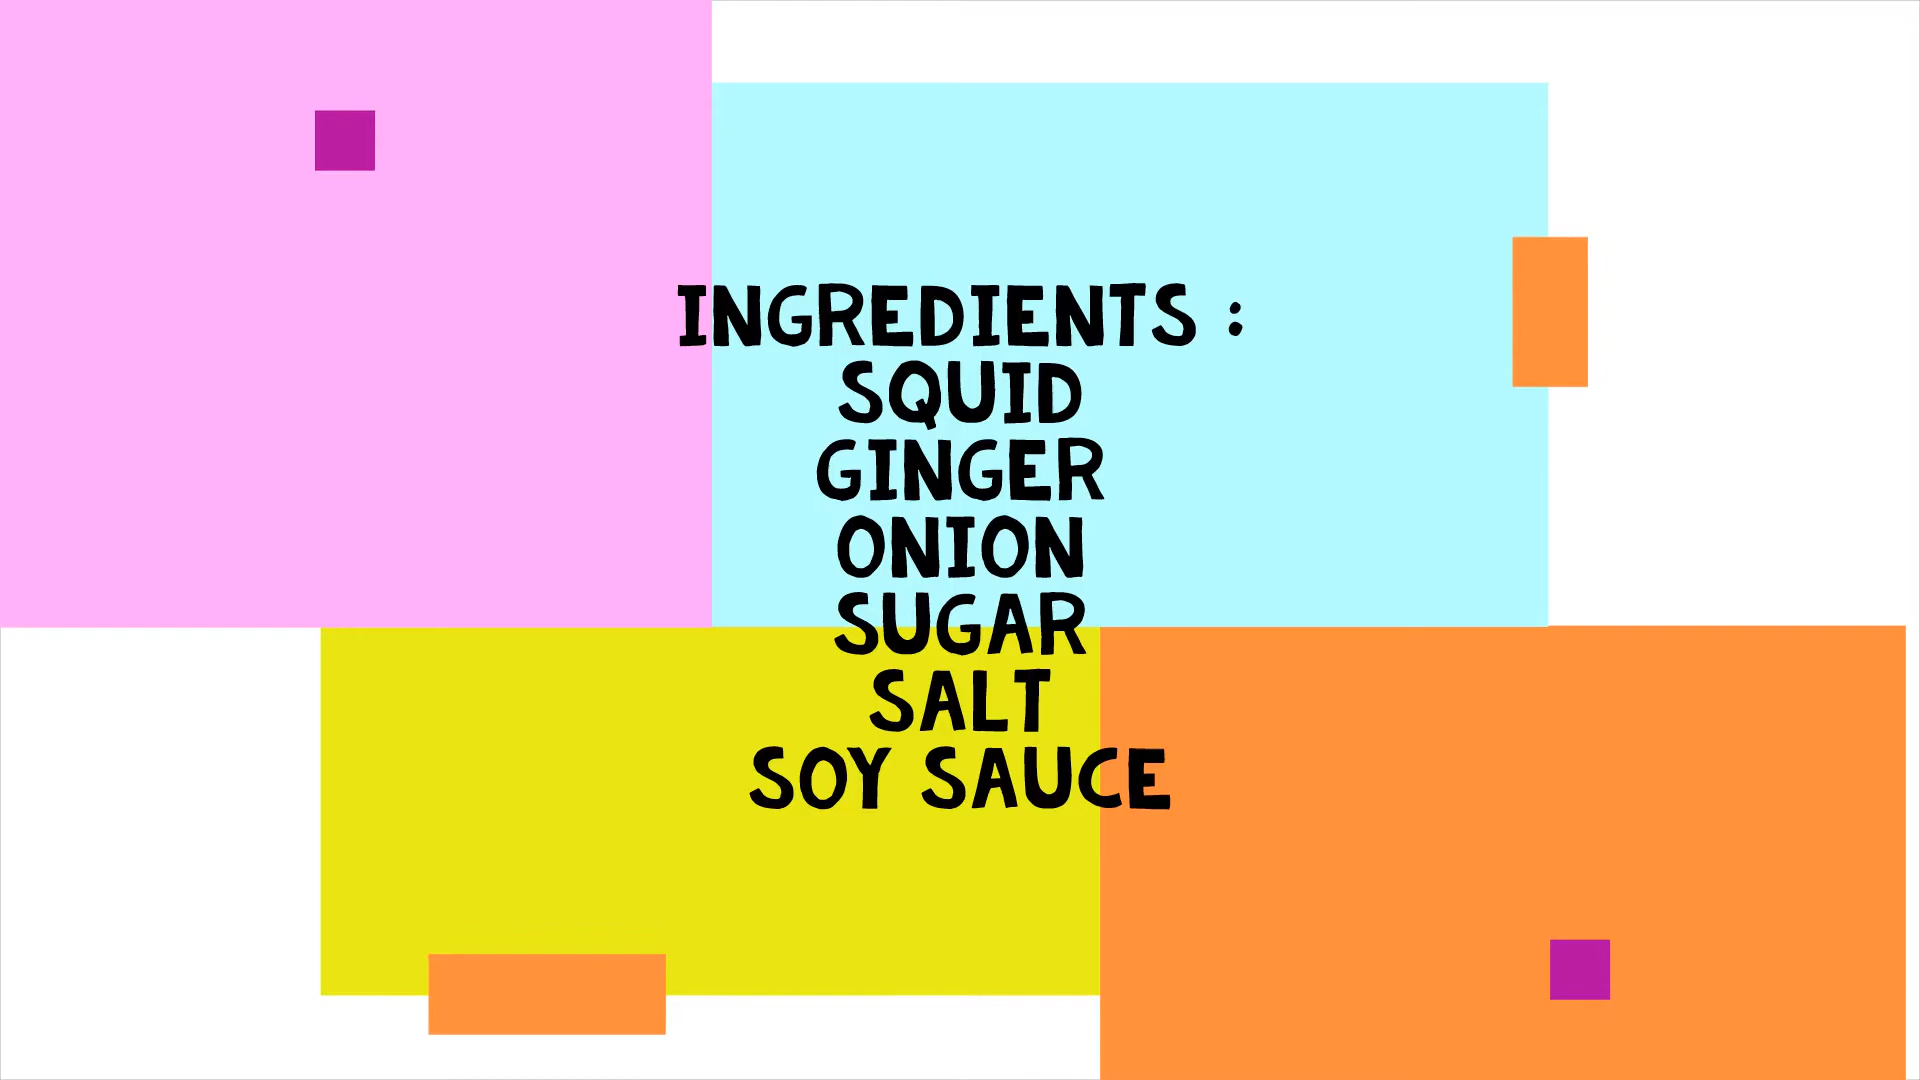 INGREDIENTS :
SQUID
GINGER
ONION
SUGAR
SALT
SOY SAUCE